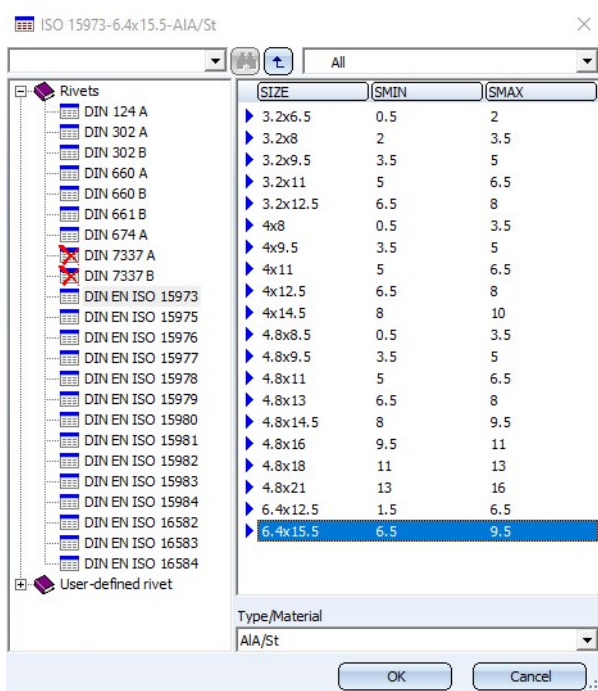 ISO 15973-6.4x15.5-AlA/St
All
Rivets
DIN 124 A
DIN 302 A
DIN 302 B
DIN 660 A
DIN 660 B
DIN 661 B
DIN 674 A
DIN 7337 A
DIN 7337 B
DIN EN ISO 15973
DIN EN ISO 15975
DIN EN ISO 15976
DIN EN ISO 15977
DIN EN ISO 15978
DIN EN ISO 15979
DIN EN ISO 15980
DIN EN ISO 15981
DIN EN ISO 15982
DIN EN ISO 15983
DIN EN ISO 15984
DIN EN ISO 16582
DIN EN ISO 16583
DIN EN ISO 16584
User-defined rivet
SIZE SMIN SMAX
3.2x6.5 0.5 2
3.2x8 2 3.5
3.2x9.5 3.5 5
3.2x11 5 6.5
3.2x12.5 6.5 8
4x8 0.5 3.5
4x9.5 3.5 5
4x11 5 6.5
4x12.5 6.5 8
4x14.5 8 10
4.8x8.5 0.5 3.5
4.8x9.5 3.5 5
4.8x11 5 6.5
4.8x13 6.5 8
4.8x14.5 8 9.5
4.8x16 9.5 11
4.8x18 11 13
4.8x21 13 16
6.4x12.5 1.5 6.5
6.4x15.5 6.5 9.5
Type/Material
AlA/St
OK Cancel